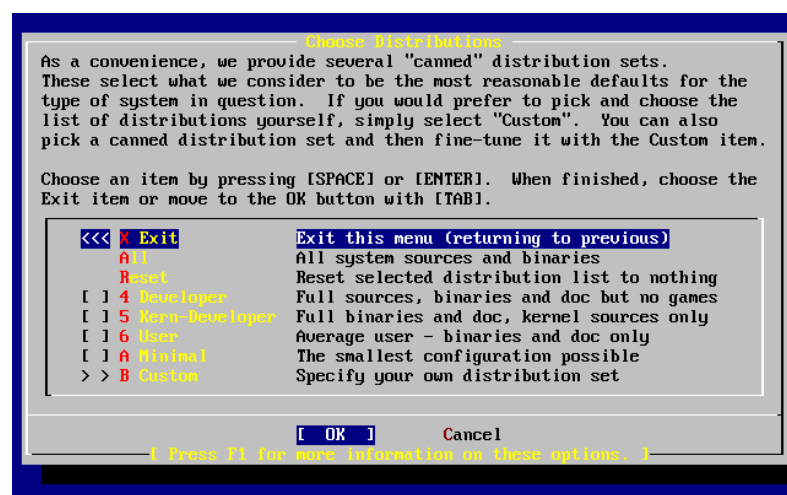 Choose Distributions
As a convenience, we provide several "canned" distribution sets.
These select what we consider to be the most reasonable defaults for the
type of system in question.  If you would prefer to pick and choose the
list of distributions yourself, simply select "Custom".  You can also
pick a canned distribution set and then fine-tune it with the Custom item.
Choose an item by pressing [SPACE] or [ENTER].  When finished, choose the
Exit item or move to the OK button with [TAB].
<<< X Exit Exit this menu (returning to previous)
All All system sources and binaries
Reset Reset selected distribution list to nothing
[ ] 4 Developer Full sources, binaries and doc but no games
[ ] 5 Kern-Developer Full binaries and doc, kernel sources only
[ ] 6 User Average user - binaries and doc only
[ ] A Minimal The smallest configuration possible
> > B Custom Specify your own distribution set
[ OK ] Cancel
[ Press F1 for more information on these options. ]